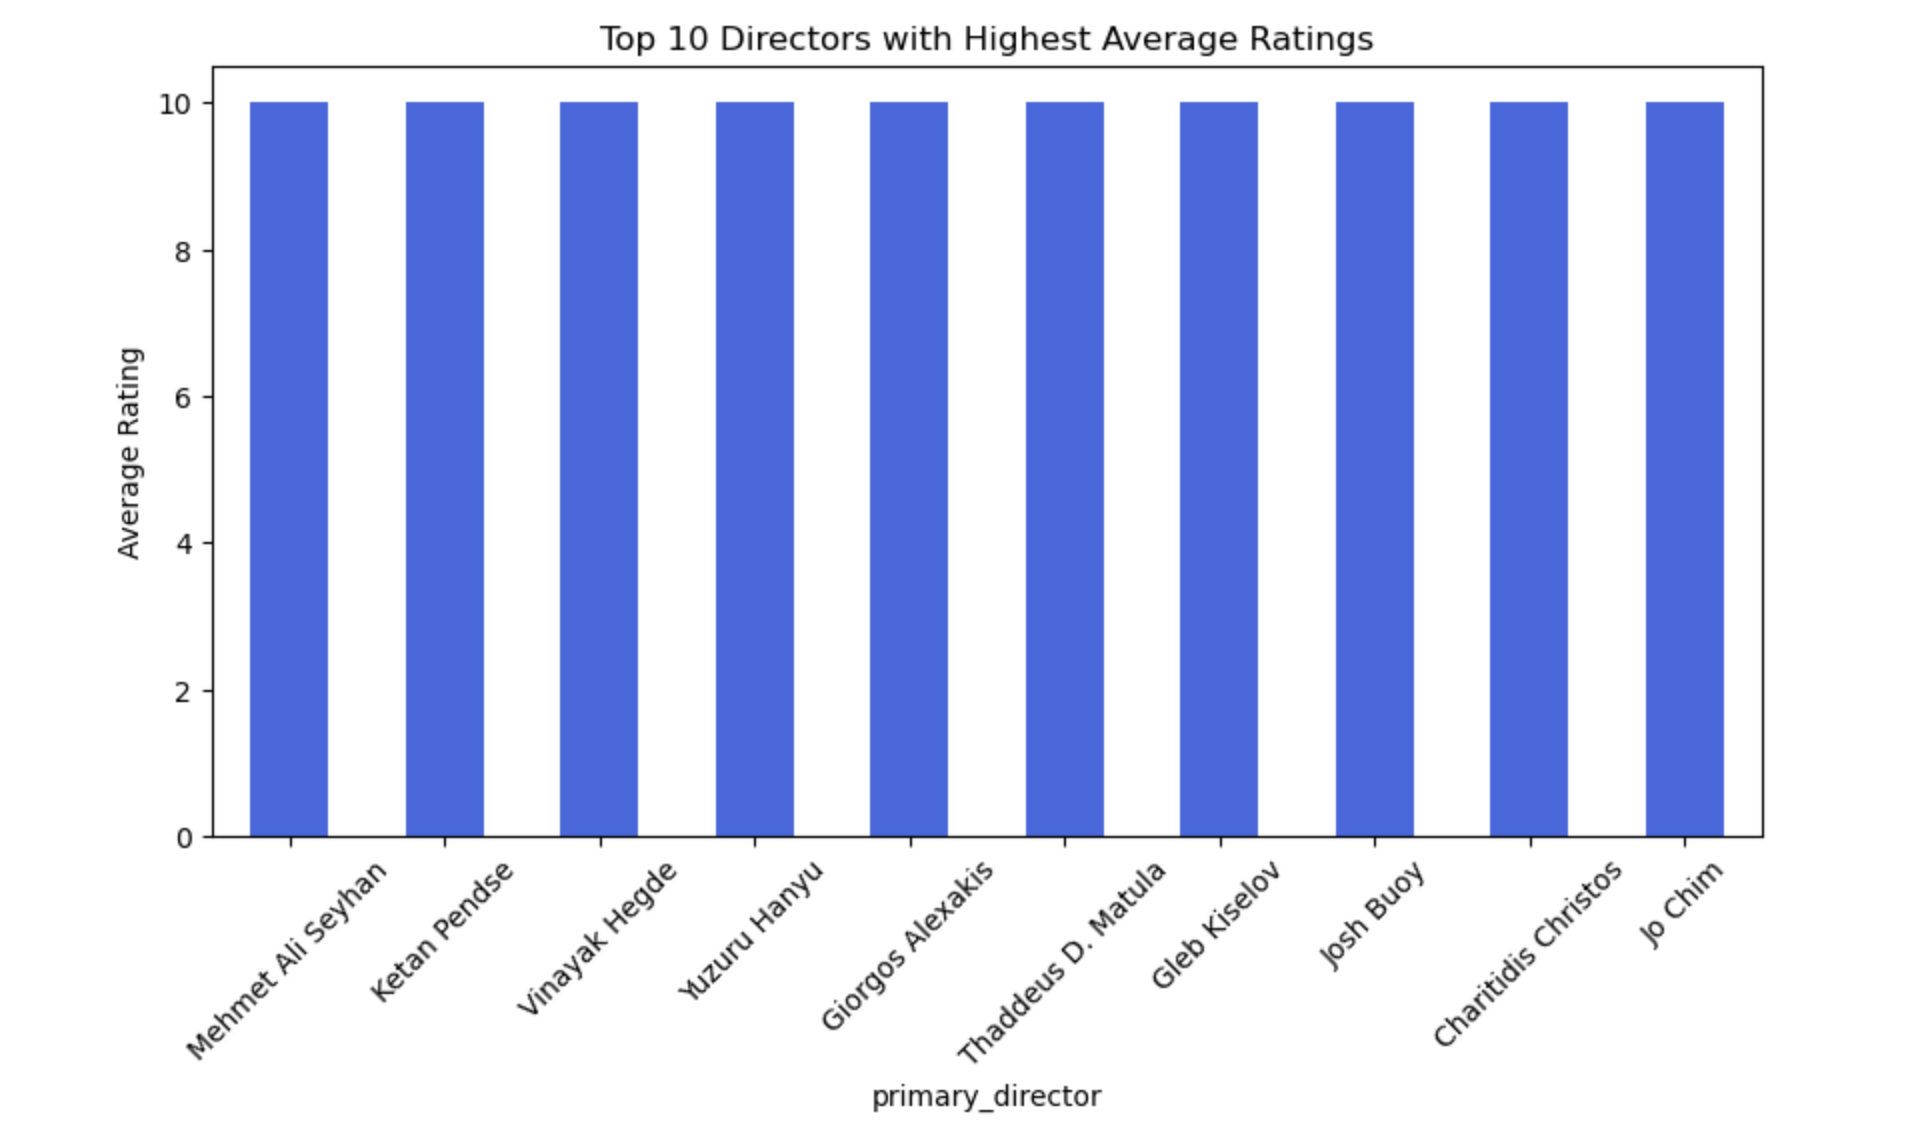 Top 10 Directors with Highest Average Ratings
10
8
6
4
2
0
Average Rating
Mehmet Ali Seyhan
Ketan Pendse
Vinayak Hegde
Yuzuru Hanyu
Giorgos Alexakis
Thaddeus D. Matula
Gleb Kiselov
Josh Buoy
Charitidis Christos
Jo Chim
primary_director